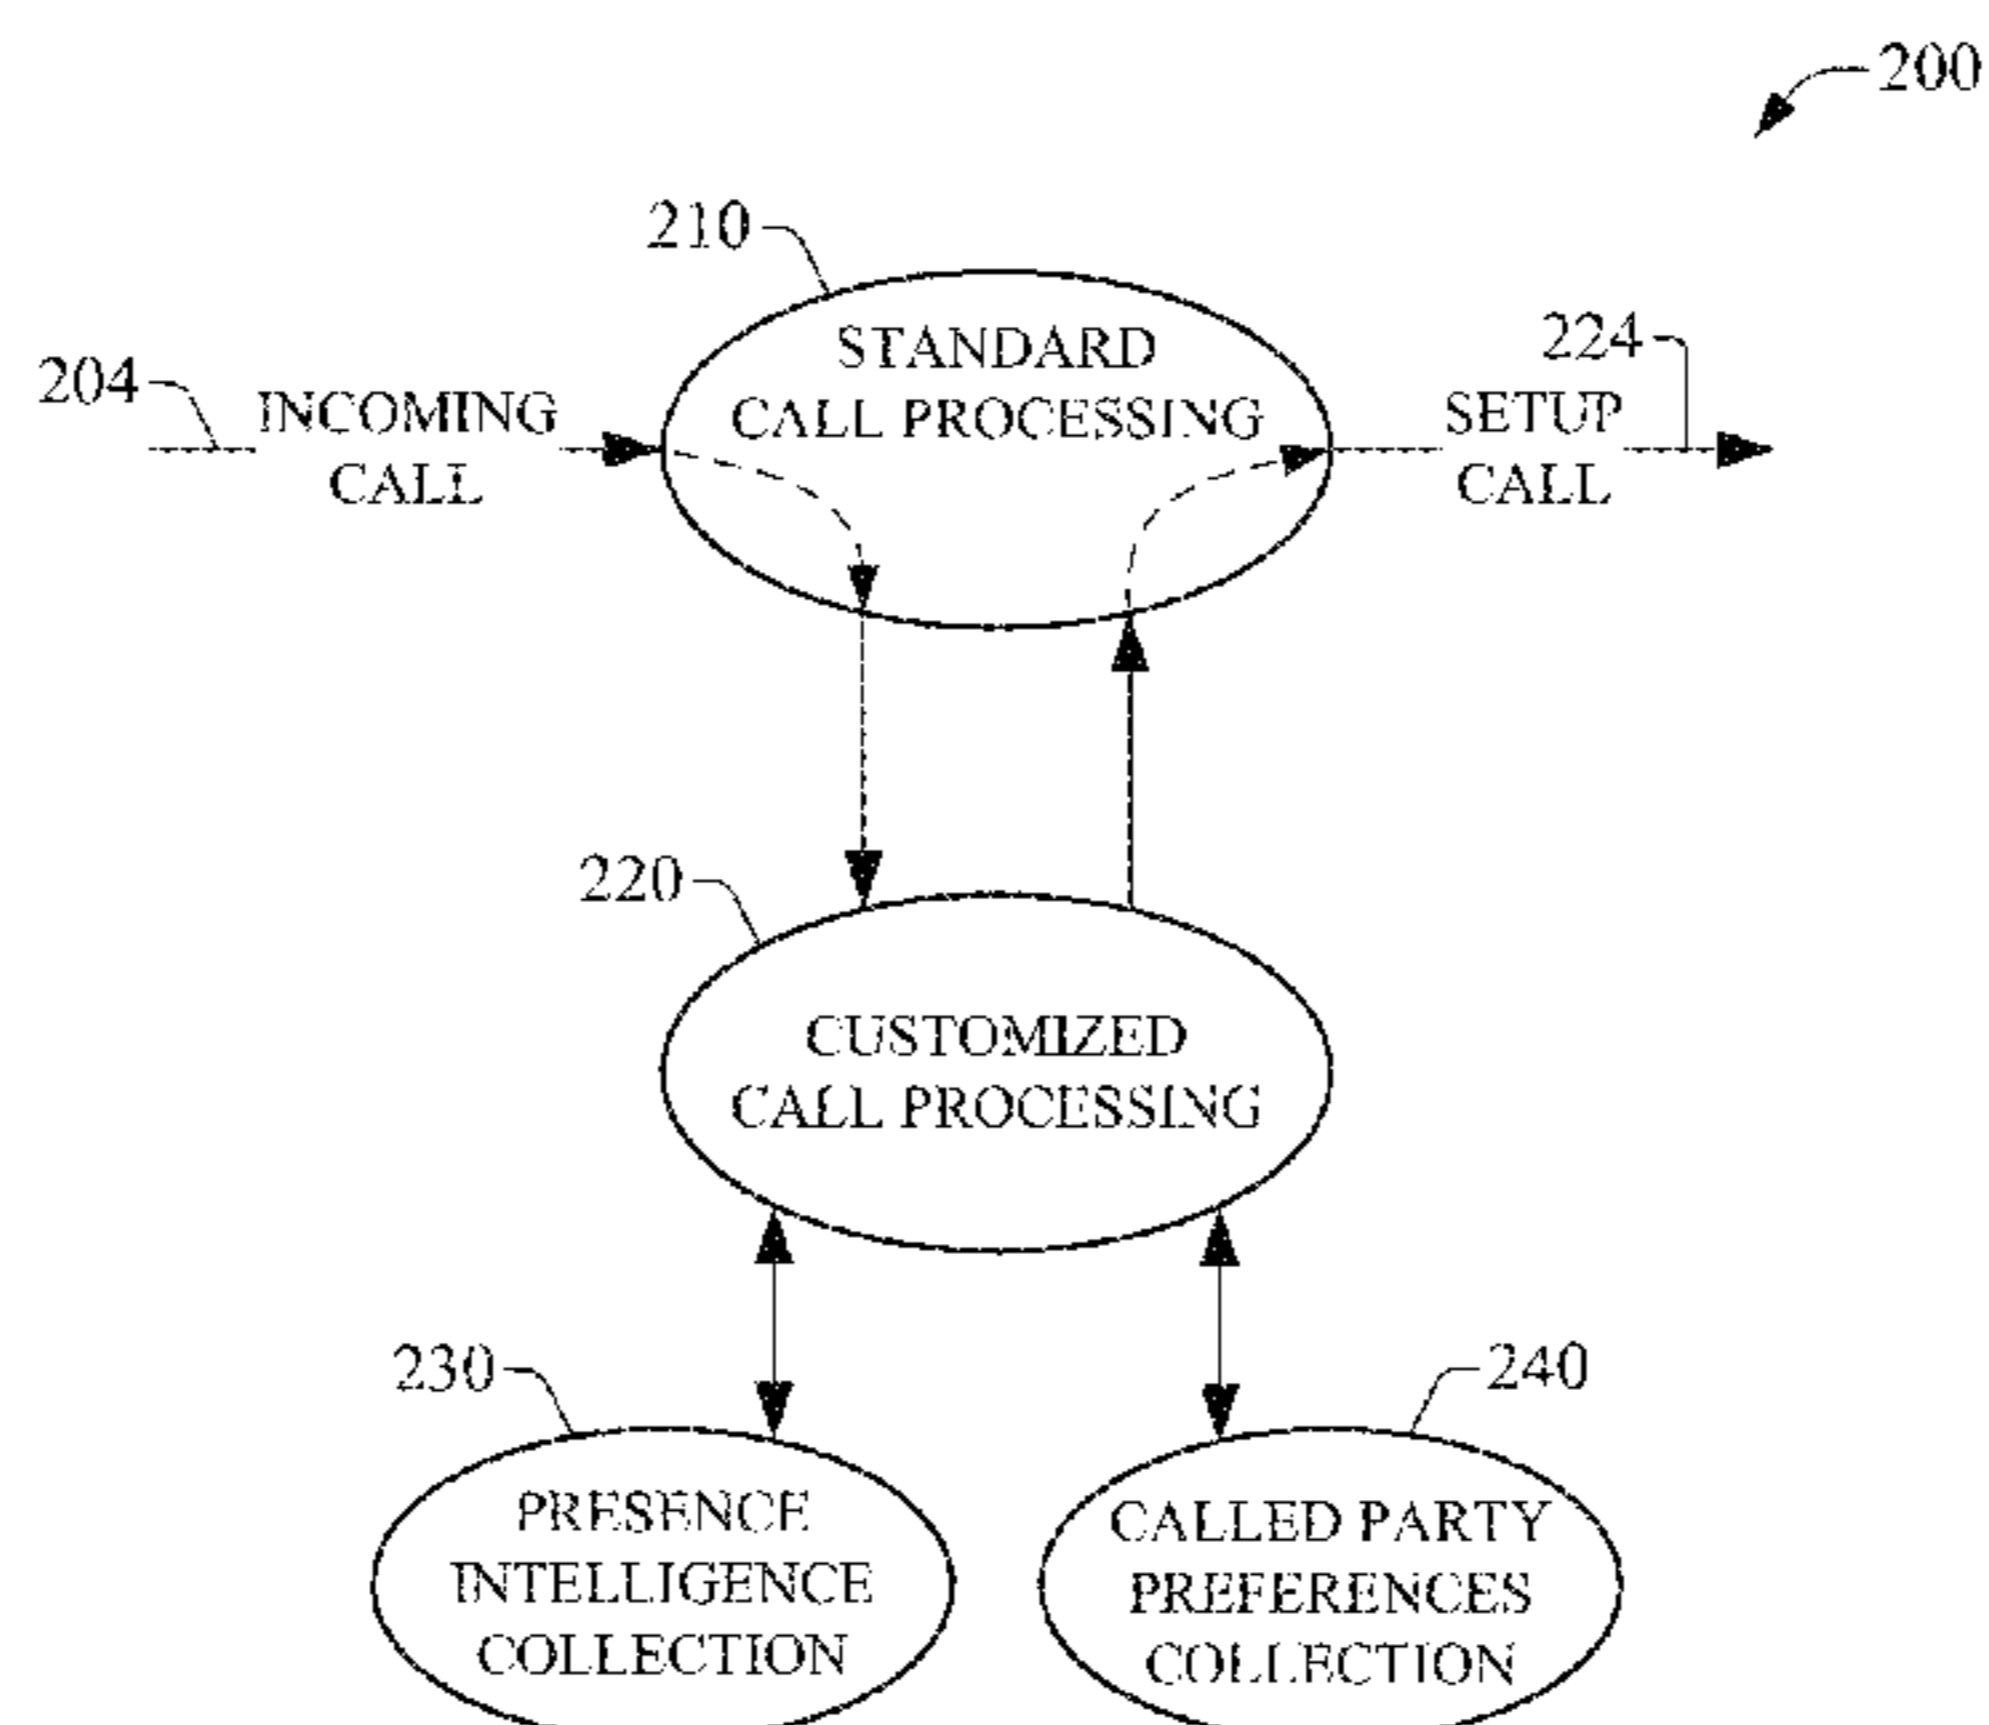 200
210
STANDARD
CALL PROCESSING
224
204
INCOMING
CALL
SETUP
CALL
220
CUSTOMIZED
CALL PROCESSING
230
240
PRESENCE
INTELLIGENCE
COLLECTION
CALLED PARTY
PREFERENCES
COLLECTION